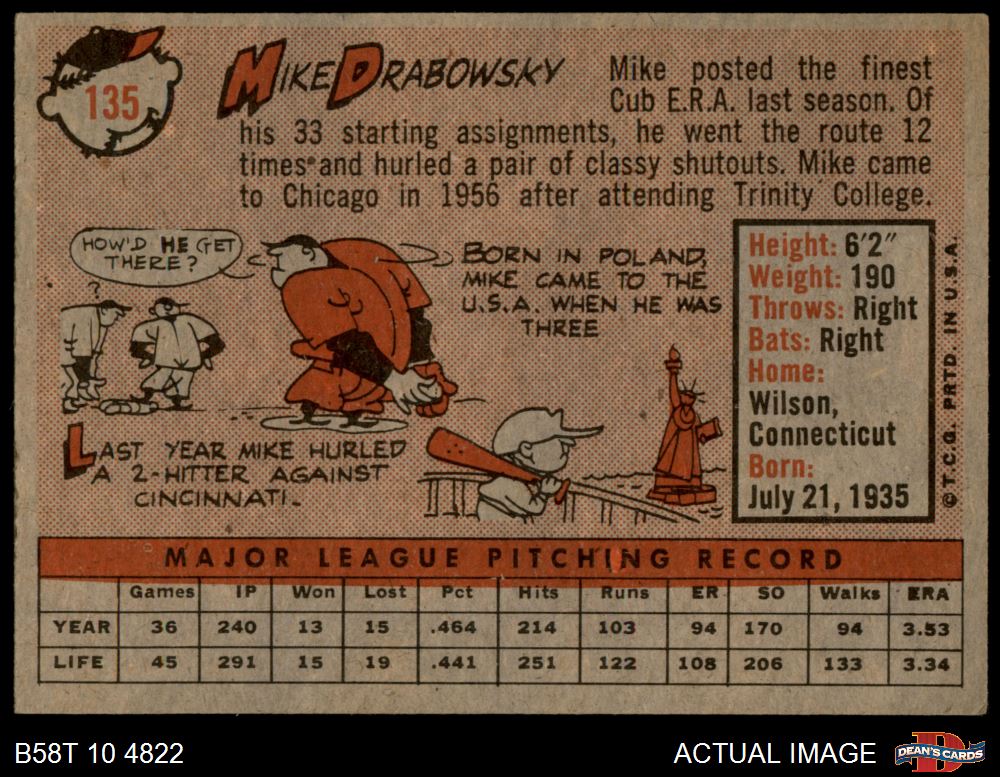 135
MIKE DRABOWSKY
Mike posted the finest
Cub E.R.A. last season. Of
his 33 starting assignments, he went the route 12
times and hurled a pair of classy shutouts. Mike came
to Chicago in 1956 after attending Trinity College.
HOW'D HE GET
THERE?
?
BORN IN POLAND,
MIKE CAME TO THE
U.S.A. WHEN HE WAS
THREE
LAST YEAR MIKE HURLED
A 2-HITTER AGAINST
CINCINNATI.
Height: 6'2"
Weight: 190
Throws: Right
Bats: Right
Home:
Wilson,
Connecticut
Born:
July 21, 1935
© T.C.G. PRTD. IN U.S.A.
MAJOR LEAGUE PITCHING RECORD
Games IP Won Lost Pct Hits Runs ER SO Walks ERA
YEAR 36 240 13 15 .464 214 103 94 170 94 3.53
LIFE 45 291 15 19 .441 251 122 108 206 133 3.34
B58T 10 4822
ACTUAL IMAGE
D
DEAN'S CARDS